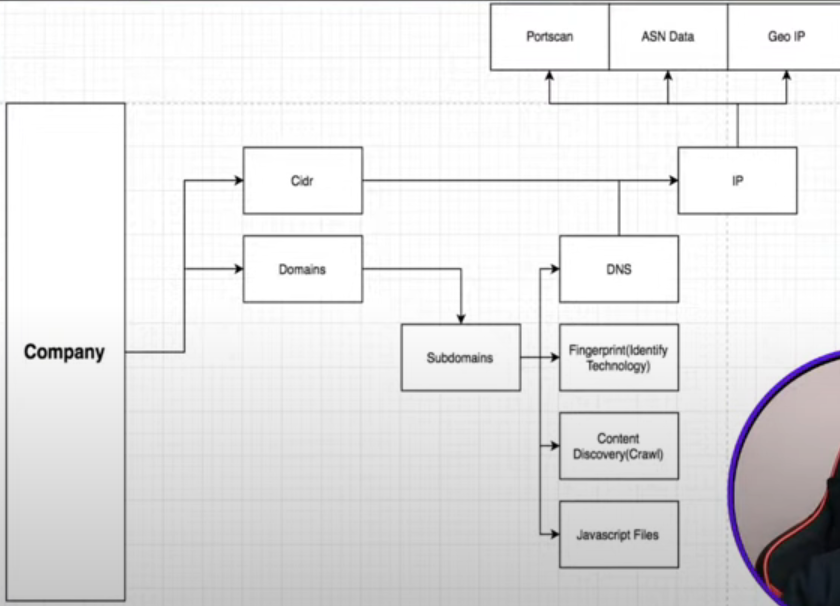 Portscan
ASN Data
Geo IP
Cidr
IP
Domains
DNS
Company
Subdomains
Fingerprint(Identify
Technology)
Content
Discovery(Crawl)
Javascript Files